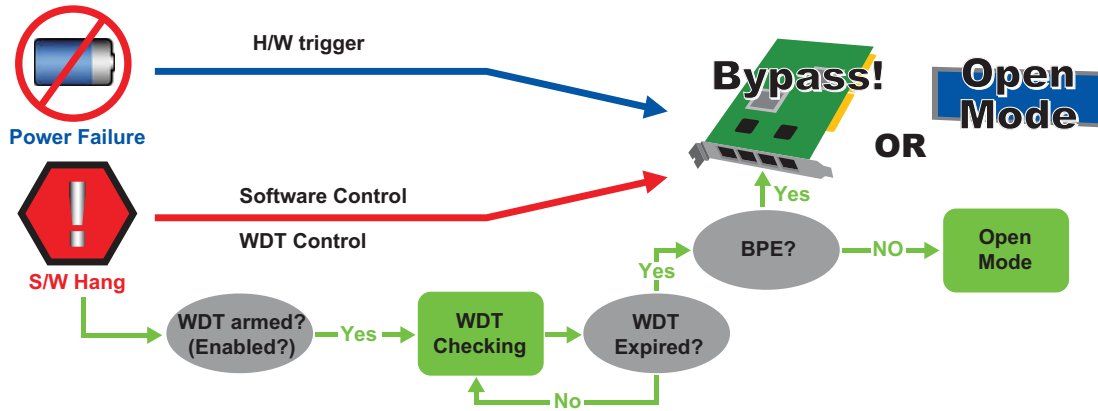 H/W trigger
Power Failure
Bypass!
OR
Open
Mode
Software Control
WDT Control
S/W Hang
Yes
BPE?
NO
Open
Mode
Yes
WDT armed?
(Enabled?)
Yes
WDT
Checking
WDT
Expired?
No